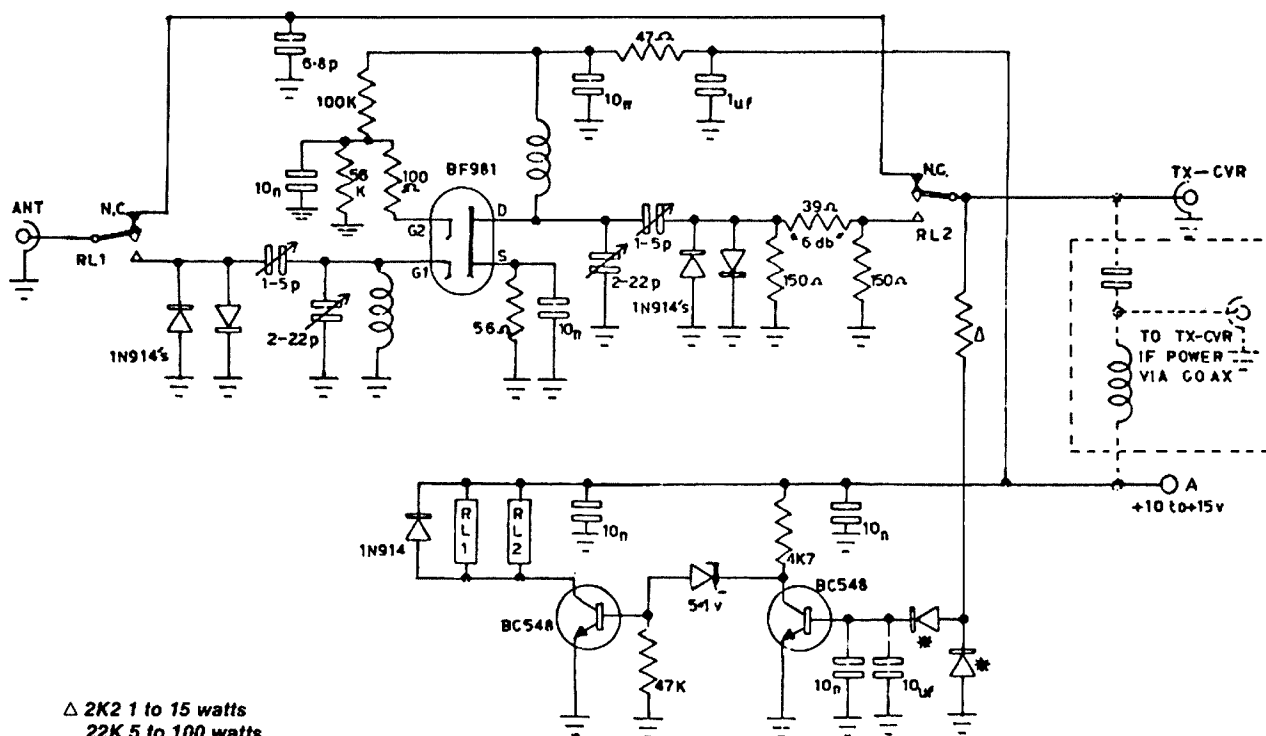 47Ω
6·8p
100K
10n
1uf
BF981
10n
56
K
100
Ω
N.C.
N.C.
TX-CVR
ANT
D
39Ω
G2
1-5p
6 db
RL2
RL1
S
G1
1-5p
2-22p
150Ω
150Ω
Δ
1N914's
2-22p
1N914's
56Ω
10n
TO TX-CVR
IF POWER
VIA COAX
A
+10 to +15v
1N914
RL1
RL2
10n
4K7
10n
5·1v
BC548
BC548
*
*
47K
10n
10uf
Δ 2K2 1 to 15 watts
22K 5 to 100 watts